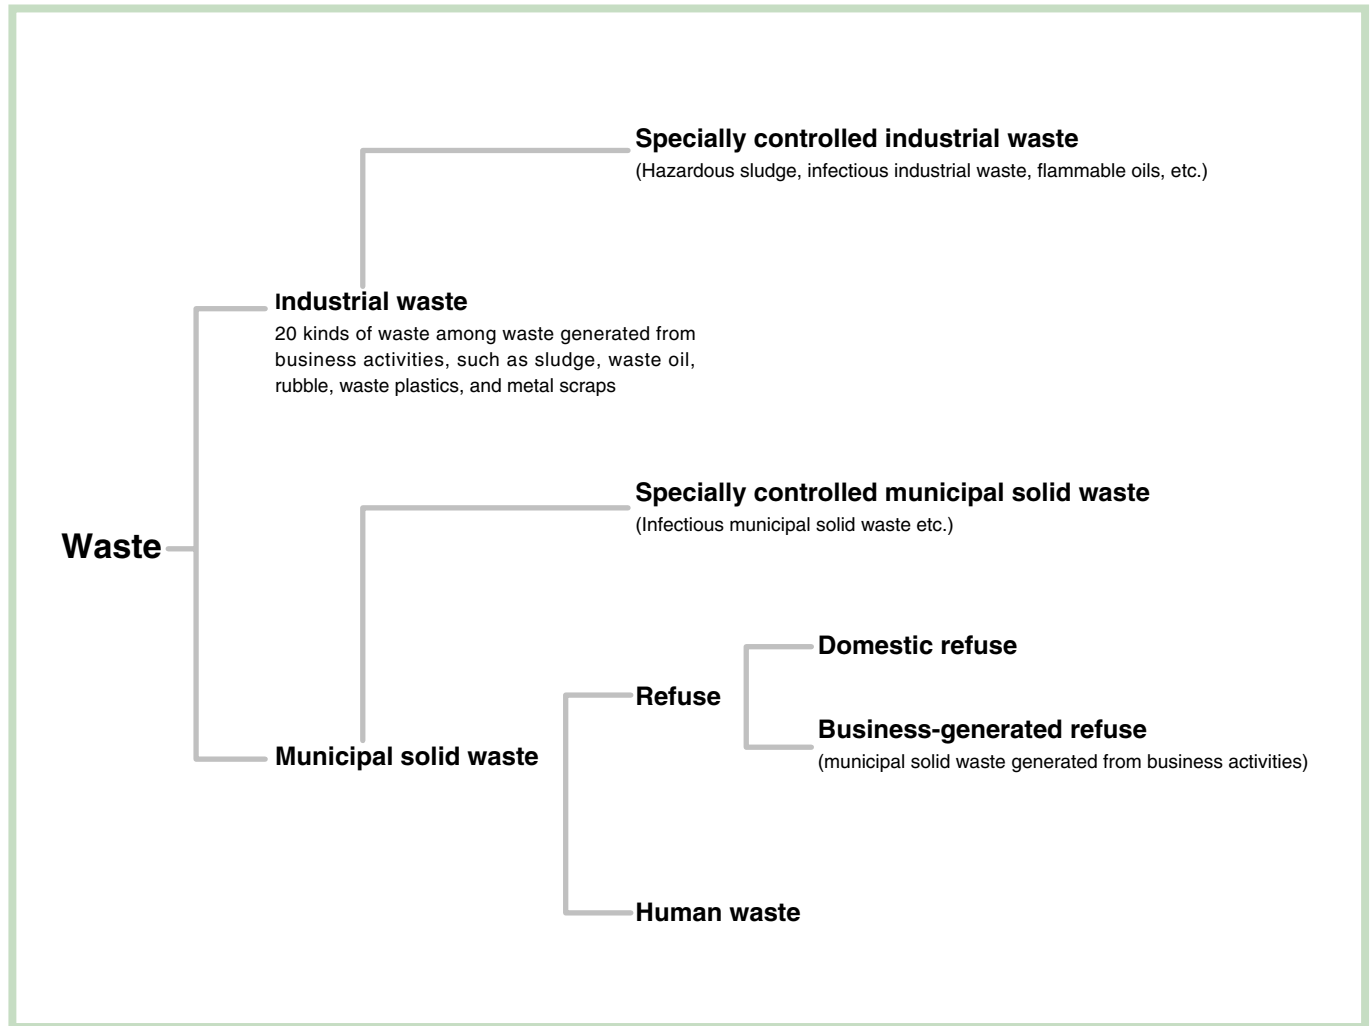 Specially controlled industrial waste
(Hazardous sludge, infectious industrial waste, flammable oils, etc.)
Industrial waste
20 kinds of waste among waste generated from
business activities, such as sludge, waste oil,
rubble, waste plastics, and metal scraps
Specially controlled municipal solid waste
(Infectious municipal solid waste etc.)
Waste
Domestic refuse
Refuse
Business-generated refuse
(municipal solid waste generated from business activities)
Municipal solid waste
Human waste